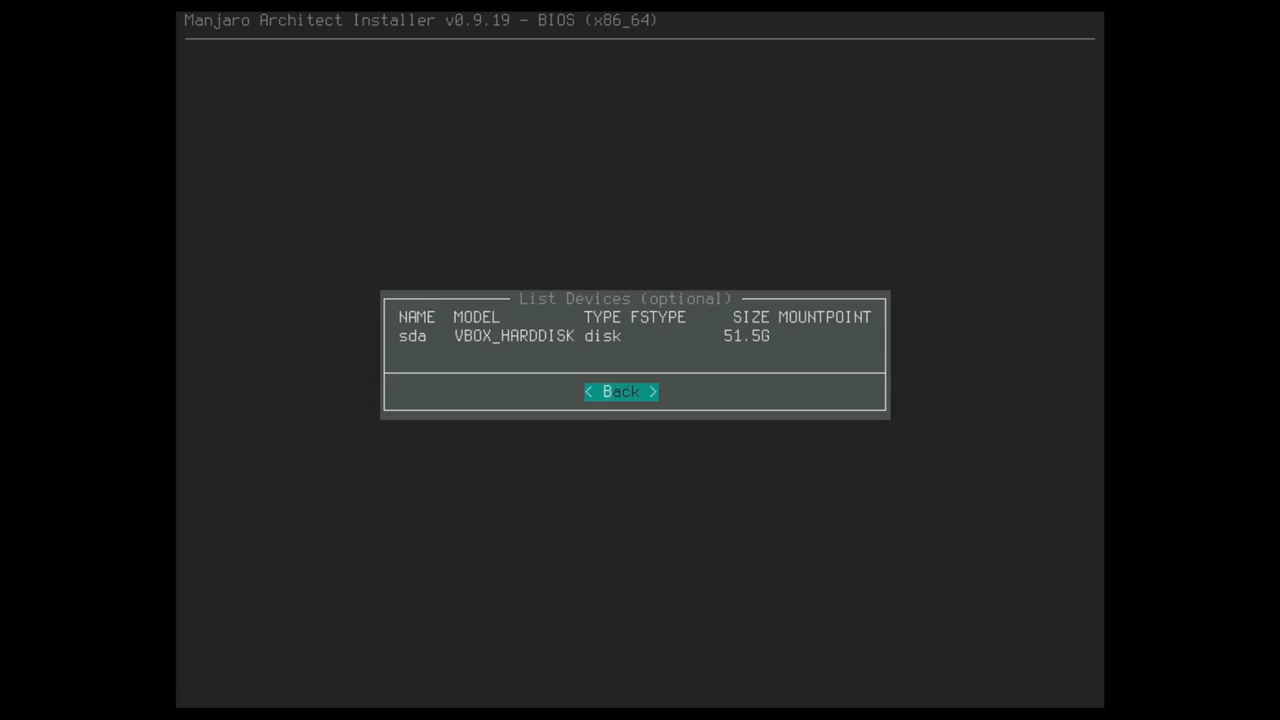 Manjaro Architect Installer v0.9.19 - BIOS (x86_64)
List Devices (optional)
NAME MODEL TYPE FSTYPE SIZE MOUNTPOINT
sda VBOX_HARDDISK disk 51.5G
< Back >